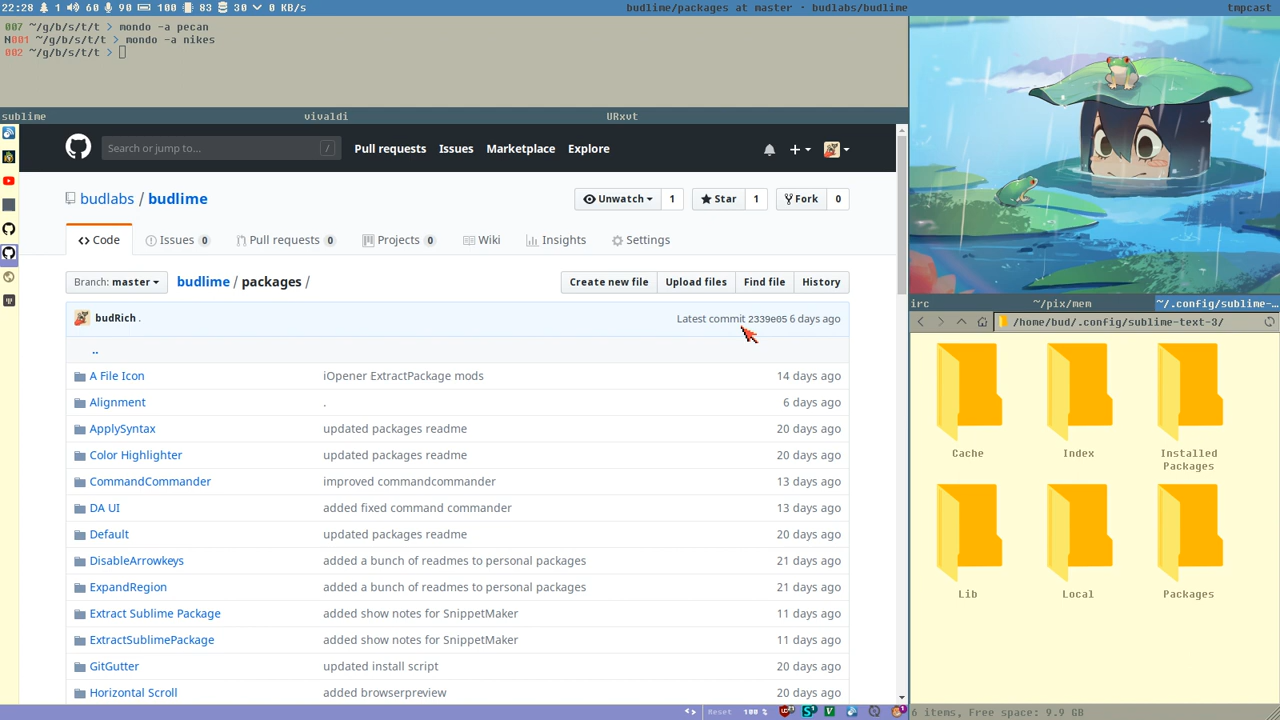 22:28 1 60 90 100 83 30 0 KB/s
budlime/packages at master · budlabs/budlime
tmpcast
007 ~/g/b/s/t/t > mondo -a pecan
N001 ~/g/b/s/t/t > mondo -a nikes
002 ~/g/b/s/t/t >
sublime vivaldi URxvt
Search or jump to... /
Pull requests Issues Marketplace Explore
budlabs / budlime
Unwatch 1 Star 1 Fork 0
Code Issues 0 Pull requests 0 Projects 0 Wiki Insights Settings
Branch: master budlime / packages /
Create new file Upload files Find file History
budRich . Latest commit 2339e05 6 days ago
..
A File Icon iOpener ExtractPackage mods 14 days ago
Alignment . 6 days ago
ApplySyntax updated packages readme 20 days ago
Color Highlighter updated packages readme 20 days ago
CommandCommander improved commandcommander 13 days ago
DA UI added fixed command commander 13 days ago
Default updated packages readme 20 days ago
DisableArrowkeys added a bunch of readmes to personal packages 21 days ago
ExpandRegion added a bunch of readmes to personal packages 21 days ago
Extract Sublime Package added show notes for SnippetMaker 11 days ago
ExtractSublimePackage added show notes for SnippetMaker 11 days ago
GitGutter updated install script 20 days ago
Horizontal Scroll added browserpreview 20 days ago
Reset 100 %
irc ~/pix/mem ~/.config/sublime-...
/home/bud/.config/sublime-text-3/
Cache Index Installed
Packages
Lib Local Packages
6 items, Free space: 9.9 GB